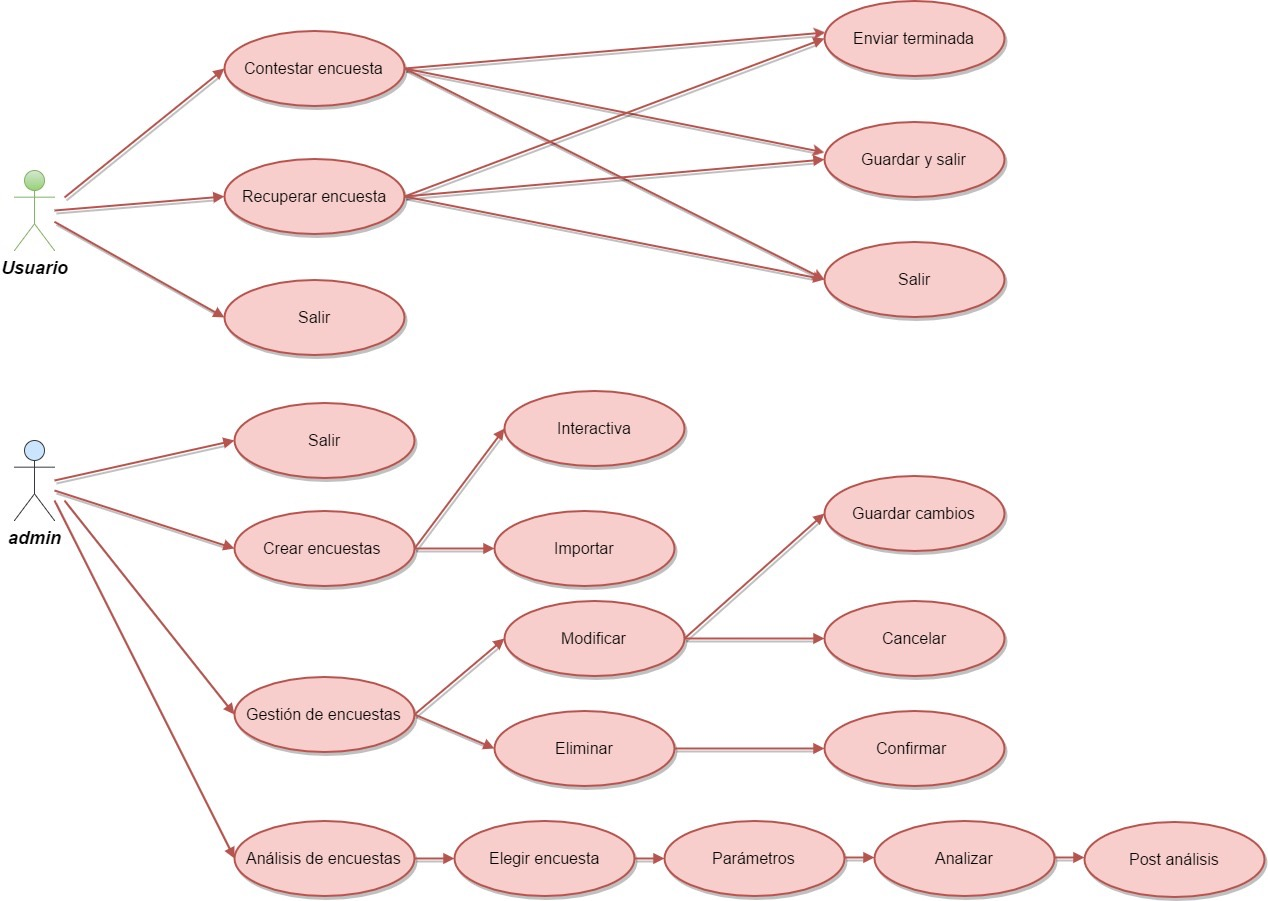 Enviar terminada
Contestar encuesta
Guardar y salir
Recuperar encuesta
Usuario
Salir
Salir
Interactiva
Salir
Guardar cambios
admin
Crear encuestas
Importar
Modificar
Cancelar
Gestión de encuestas
Eliminar
Confirmar
Análisis de encuestas
Elegir encuesta
Parámetros
Analizar
Post análisis